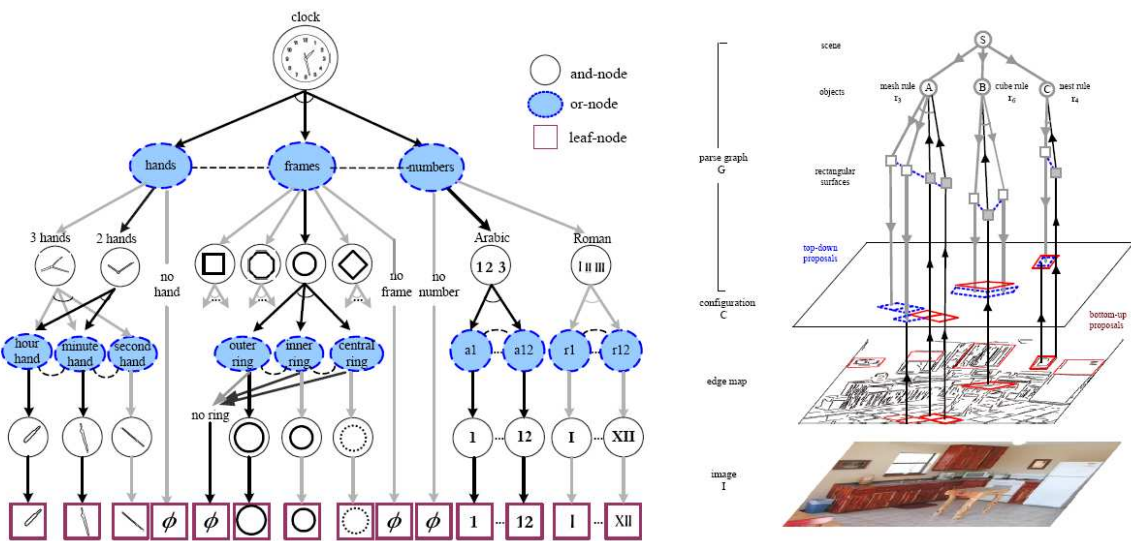 clock
and-node
or-node
leaf-node
hands
frames
numbers
3 hands
2 hands
no
hand
no
frame
no
number
Arabic
1 2 3
Roman
I II III
hour
hand
minute
hand
second
hand
outer
ring
inner
ring
central
ring
a1
...
a12
r1
...
r12
no ring
1
...
12
I
...
XII
ϕ
ϕ
ϕ
ϕ
1
...
12
I
...
XII
scene
S
objects
mesh rule
r3
A
B
cube rule
r6
C
nest rule
r4
parse graph
G
rectangular
surfaces
top-down
proposals
configuration
C
bottom-up
proposals
edge map
image
I